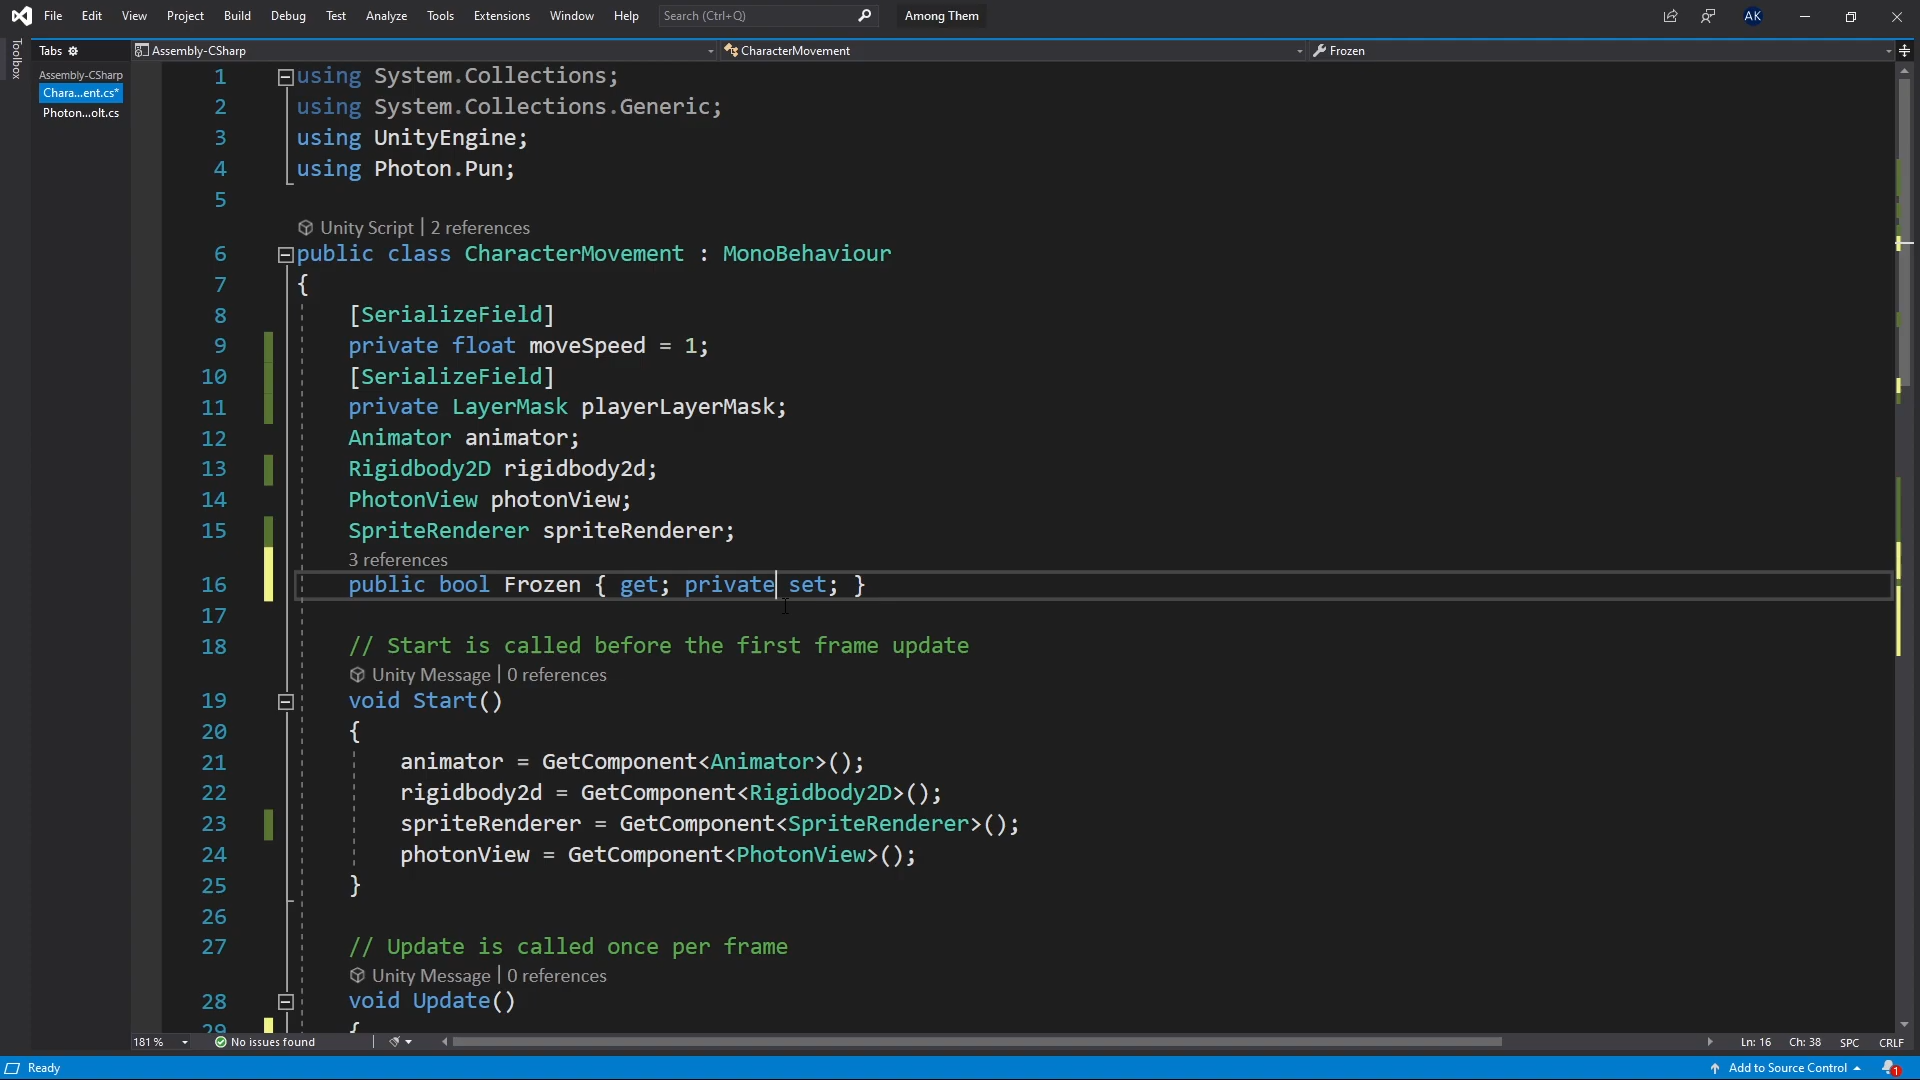 File Edit View Project Build Debug Test Analyze Tools Extensions Window Help Search (Ctrl+Q) Among Them AK
Toolbox
Tabs
Assembly-CSharp
Chara...ent.cs*
Photon...olt.cs
Assembly-CSharp CharacterMovement Frozen
1 using System.Collections;
2 using System.Collections.Generic;
3 using UnityEngine;
4 using Photon.Pun;
5
Unity Script | 2 references
6 public class CharacterMovement : MonoBehaviour
7 {
8 [SerializeField]
9 private float moveSpeed = 1;
10 [SerializeField]
11 private LayerMask playerLayerMask;
12 Animator animator;
13 Rigidbody2D rigidbody2d;
14 PhotonView photonView;
15 SpriteRenderer spriteRenderer;
3 references
16 public bool Frozen { get; private set; }
17
18 // Start is called before the first frame update
Unity Message | 0 references
19 void Start()
20 {
21 animator = GetComponent<Animator>();
22 rigidbody2d = GetComponent<Rigidbody2D>();
23 spriteRenderer = GetComponent<SpriteRenderer>();
24 photonView = GetComponent<PhotonView>();
25 }
26
27 // Update is called once per frame
Unity Message | 0 references
28 void Update()
29 {
181 % No issues found Ln: 16 Ch: 38 SPC CRLF
Ready Add to Source Control 1